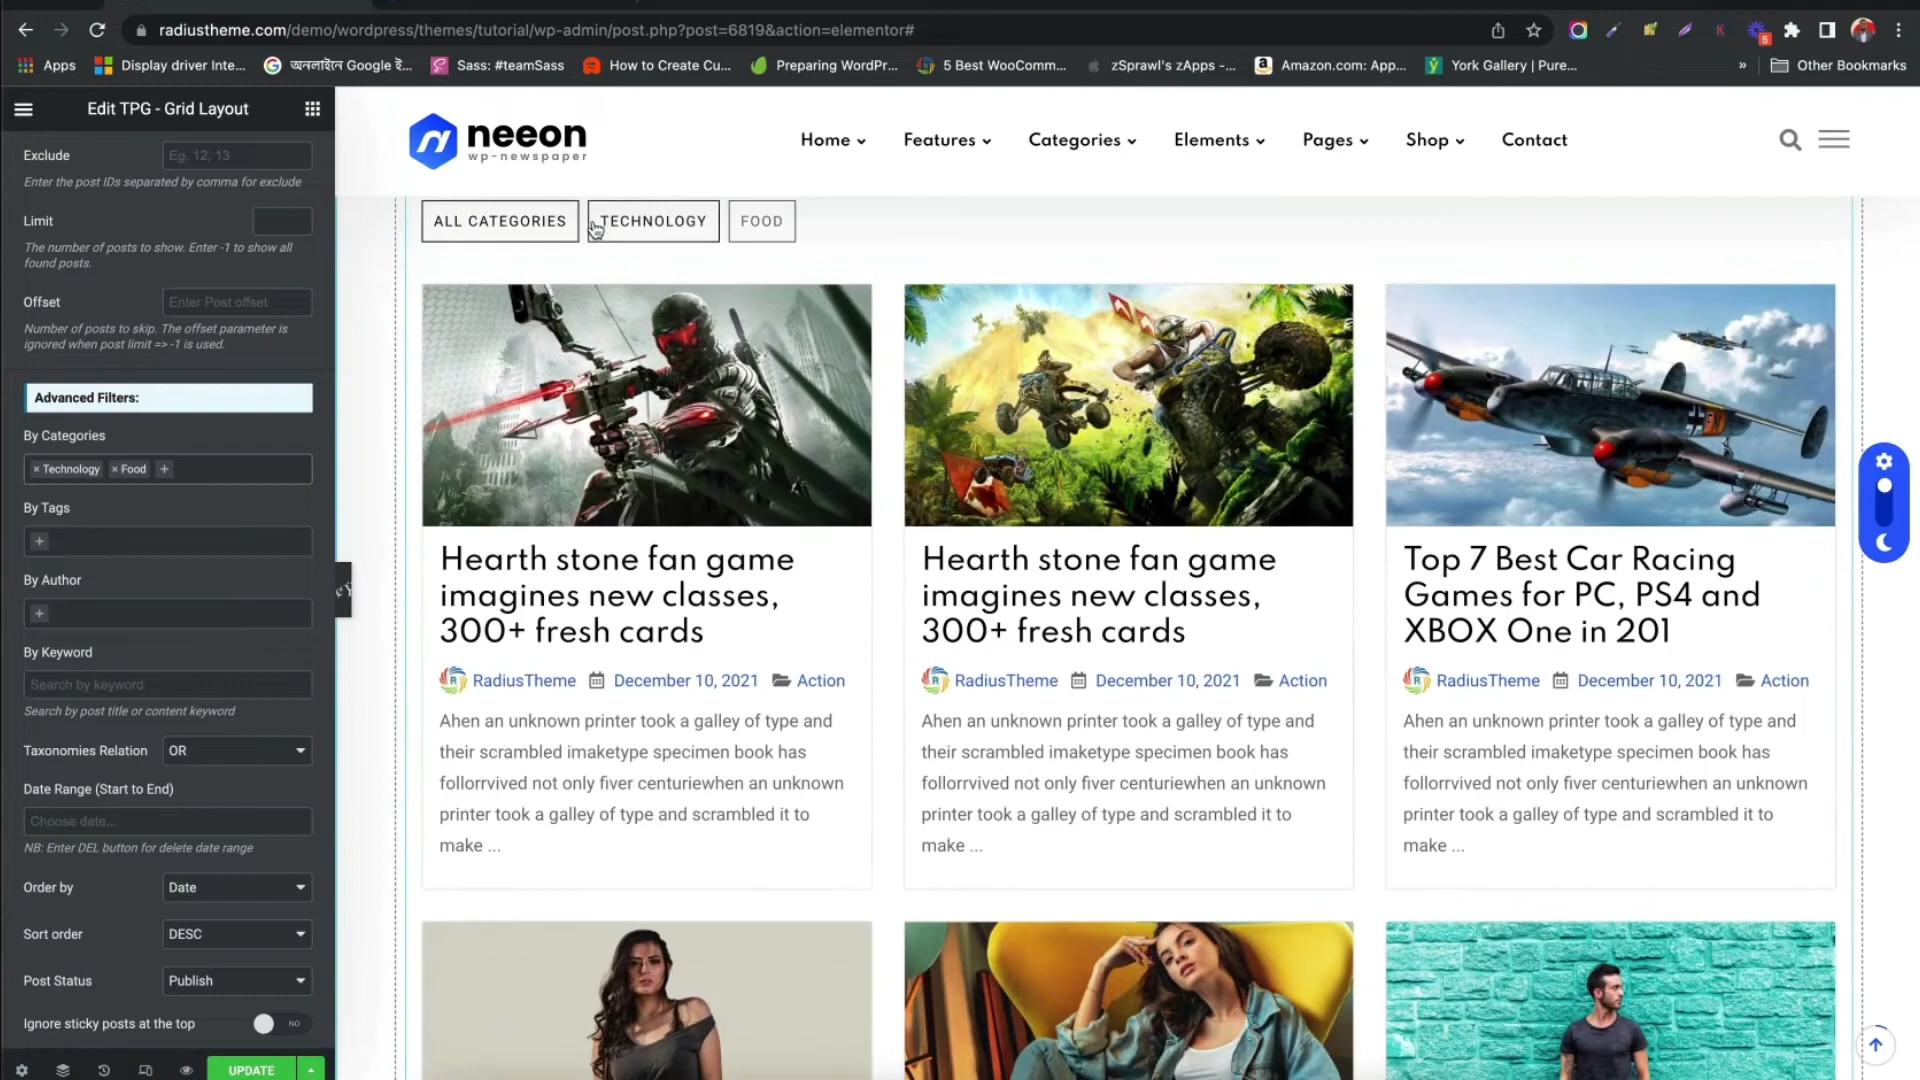 radiustheme.com/demo/wordpress/themes/tutorial/wp-admin/post.php?post=6819&action=elementor#
Apps
Display driver Inte...
অনলাইনে Google ই...
Sass: #teamSass
How to Create Cu...
Preparing WordPr...
5 Best WooComm...
zSprawl's zApps -...
Amazon.com: App...
York Gallery | Pure...
»
Other Bookmarks
Edit TPG - Grid Layout
Exclude
Eg. 12, 13
Enter the post IDs separated by comma for exclude
Limit
The number of posts to show. Enter -1 to show all
found posts.
Offset
Enter Post offset
Number of posts to skip. The offset parameter is
ignored when post limit => -1 is used.
Advanced Filters:
By Categories
× Technology × Food +
By Tags
+
By Author
+
By Keyword
Search by keyword
Search by post title or content keyword
Taxonomies Relation OR
Date Range (Start to End)
Choose date...
NB: Enter DEL button for delete date range
Order by Date
Sort order DESC
Post Status Publish
Ignore sticky posts at the top NO
UPDATE
neeon
wp-newspaper
Home
Features
Categories
Elements
Pages
Shop
Contact
ALL CATEGORIES
TECHNOLOGY
FOOD
Hearth stone fan game
imagines new classes,
300+ fresh cards
RadiusTheme December 10, 2021 Action
Ahen an unknown printer took a galley of type and
their scrambled imaketype specimen book has
follorrvived not only fiver centuriewhen an unknown
printer took a galley of type and scrambled it to
make ...
Hearth stone fan game
imagines new classes,
300+ fresh cards
RadiusTheme December 10, 2021 Action
Ahen an unknown printer took a galley of type and
their scrambled imaketype specimen book has
follorrvived not only fiver centuriewhen an unknown
printer took a galley of type and scrambled it to
make ...
Top 7 Best Car Racing
Games for PC, PS4 and
XBOX One in 201
RadiusTheme December 10, 2021 Action
Ahen an unknown printer took a galley of type and
their scrambled imaketype specimen book has
follorrvived not only fiver centuriewhen an unknown
printer took a galley of type and scrambled it to
make ...